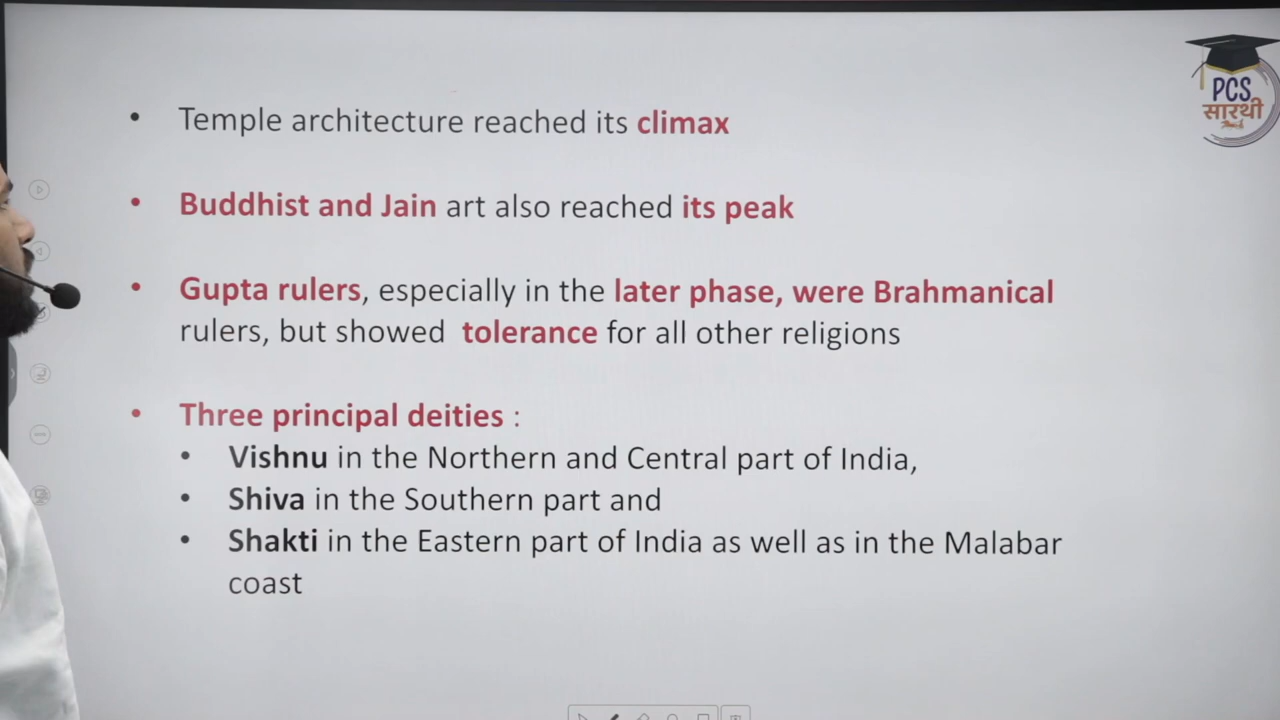 PCS
सारथी
• Temple architecture reached its climax
• Buddhist and Jain art also reached its peak
• Gupta rulers, especially in the later phase, were Brahmanical
rulers, but showed tolerance for all other religions
• Three principal deities :
• Vishnu in the Northern and Central part of India,
• Shiva in the Southern part and
• Shakti in the Eastern part of India as well as in the Malabar
coast